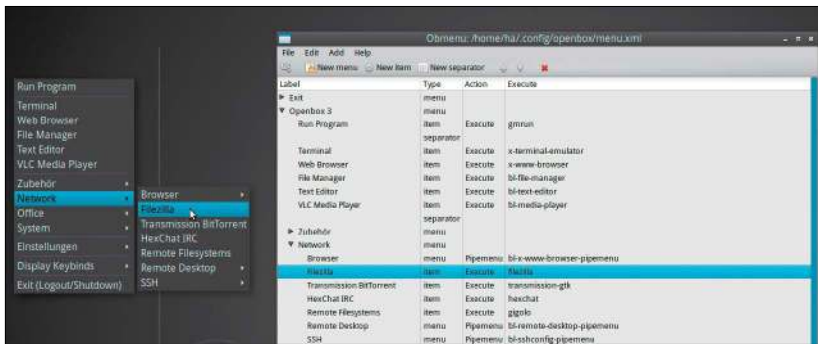 Run Program
Terminal
Web Browser
File Manager
Text Editor
VLC Media Player
Zubehör
Network
Office
System
Einstellungen
Display Keybinds
Exit (Logout/Shutdown)
Browser
Filezilla
Transmission BitTorrent
HexChat IRC
Remote Filesystems
Remote Desktop
SSH
Obmenu: /home/ha/.config/openbox/menu.xml
File Edit Add Help
New menu New item New separator
Label Type Action Execute
Exit menu
Openbox 3 menu
Run Program item Execute gmrun
separator
Terminal item Execute x-terminal-emulator
Web Browser item Execute x-www-browser
File Manager item Execute bl-file-manager
Text Editor item Execute bl-text-editor
VLC Media Player item Execute bl-media-player
separator
Zubehör menu
Network menu
Browser menu Pipemenu bl-x-www-browser-pipemenu
Filezilla item Execute filezilla
Transmission BitTorrent item Execute transmission-gtk
HexChat IRC item Execute hexchat
Remote Filesystems item Execute gigolo
Remote Desktop menu Pipemenu bl-remote-desktop-pipemenu
SSH menu Pipemenu bl-sshconfig-pipemenu